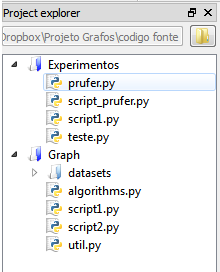 Project explorer
Dropbox\Projeto Grafos\codigo fonte
Experimentos
prufer.py
script_prufer.py
script1.py
teste.py
Graph
datasets
algorithms.py
script1.py
script2.py
util.py